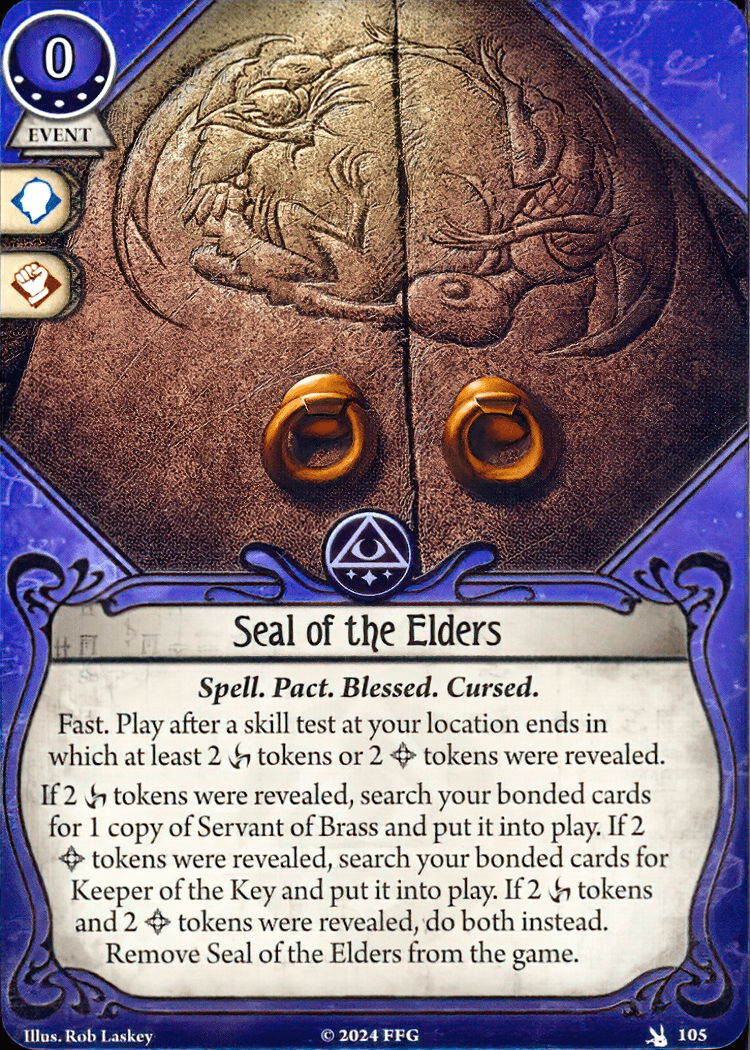 0
EVENT
Seal of the Elders
Spell. Pact. Blessed. Cursed.
Fast. Play after a skill test at your location ends in
which at least 2 tokens or 2 tokens were revealed.
If 2 tokens were revealed, search your bonded cards
for 1 copy of Servant of Brass and put it into play. If 2
tokens were revealed, search your bonded cards for
Keeper of the Key and put it into play. If 2 tokens
and 2 tokens were revealed, do both instead.
Remove Seal of the Elders from the game.
Illus. Rob Laskey
© 2024 FFG
105